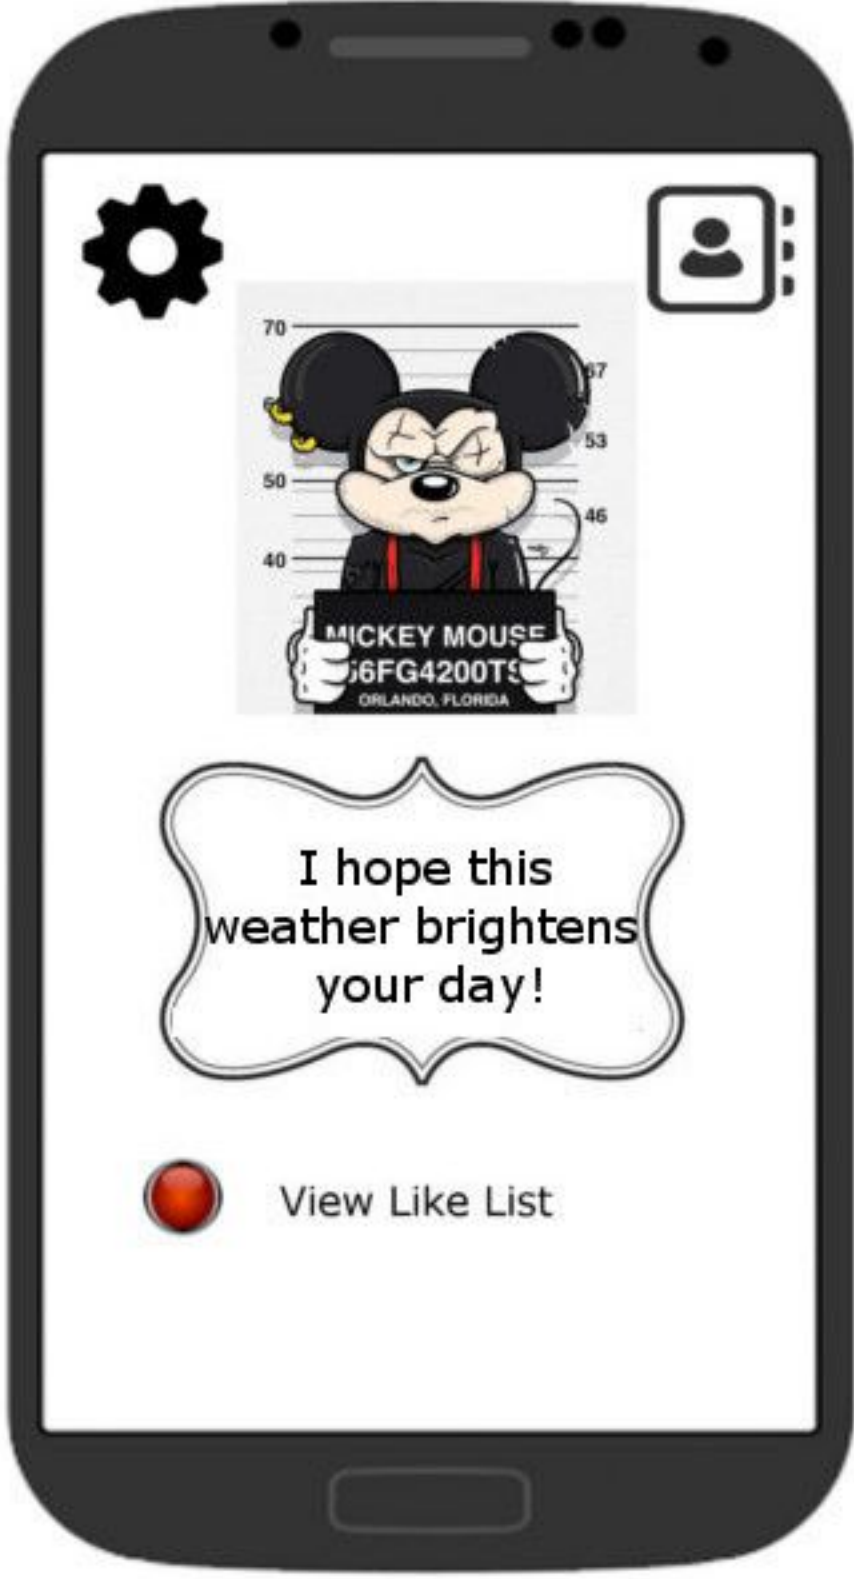 70
67
53
50
46
40
MICKEY MOUSE
56FG4200TS
ORLANDO, FLORIDA
I hope this
weather brightens
your day!
View Like List